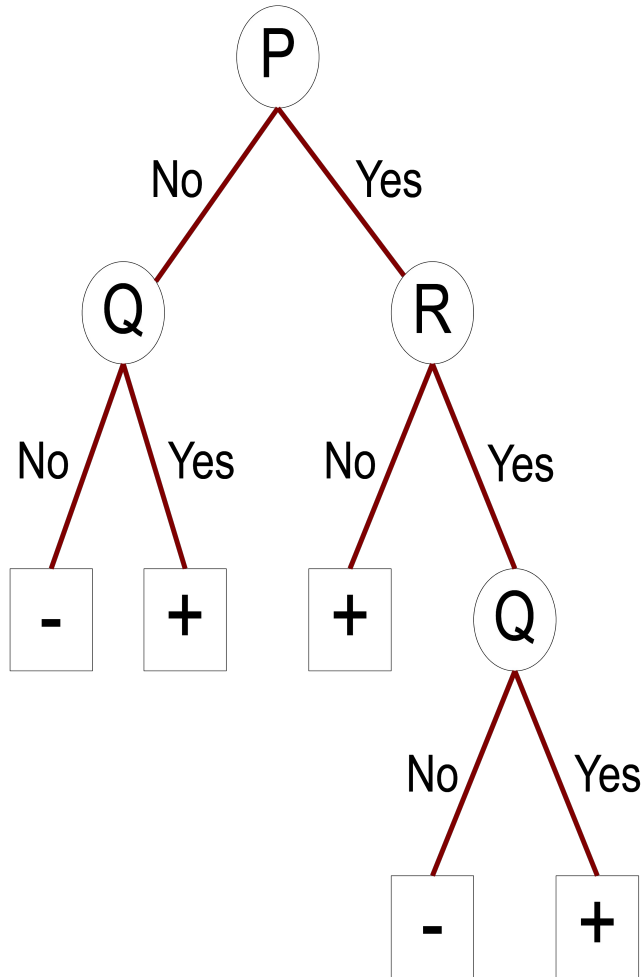 P
No Yes
Q R
No Yes No Yes
- + + Q
No Yes
- +